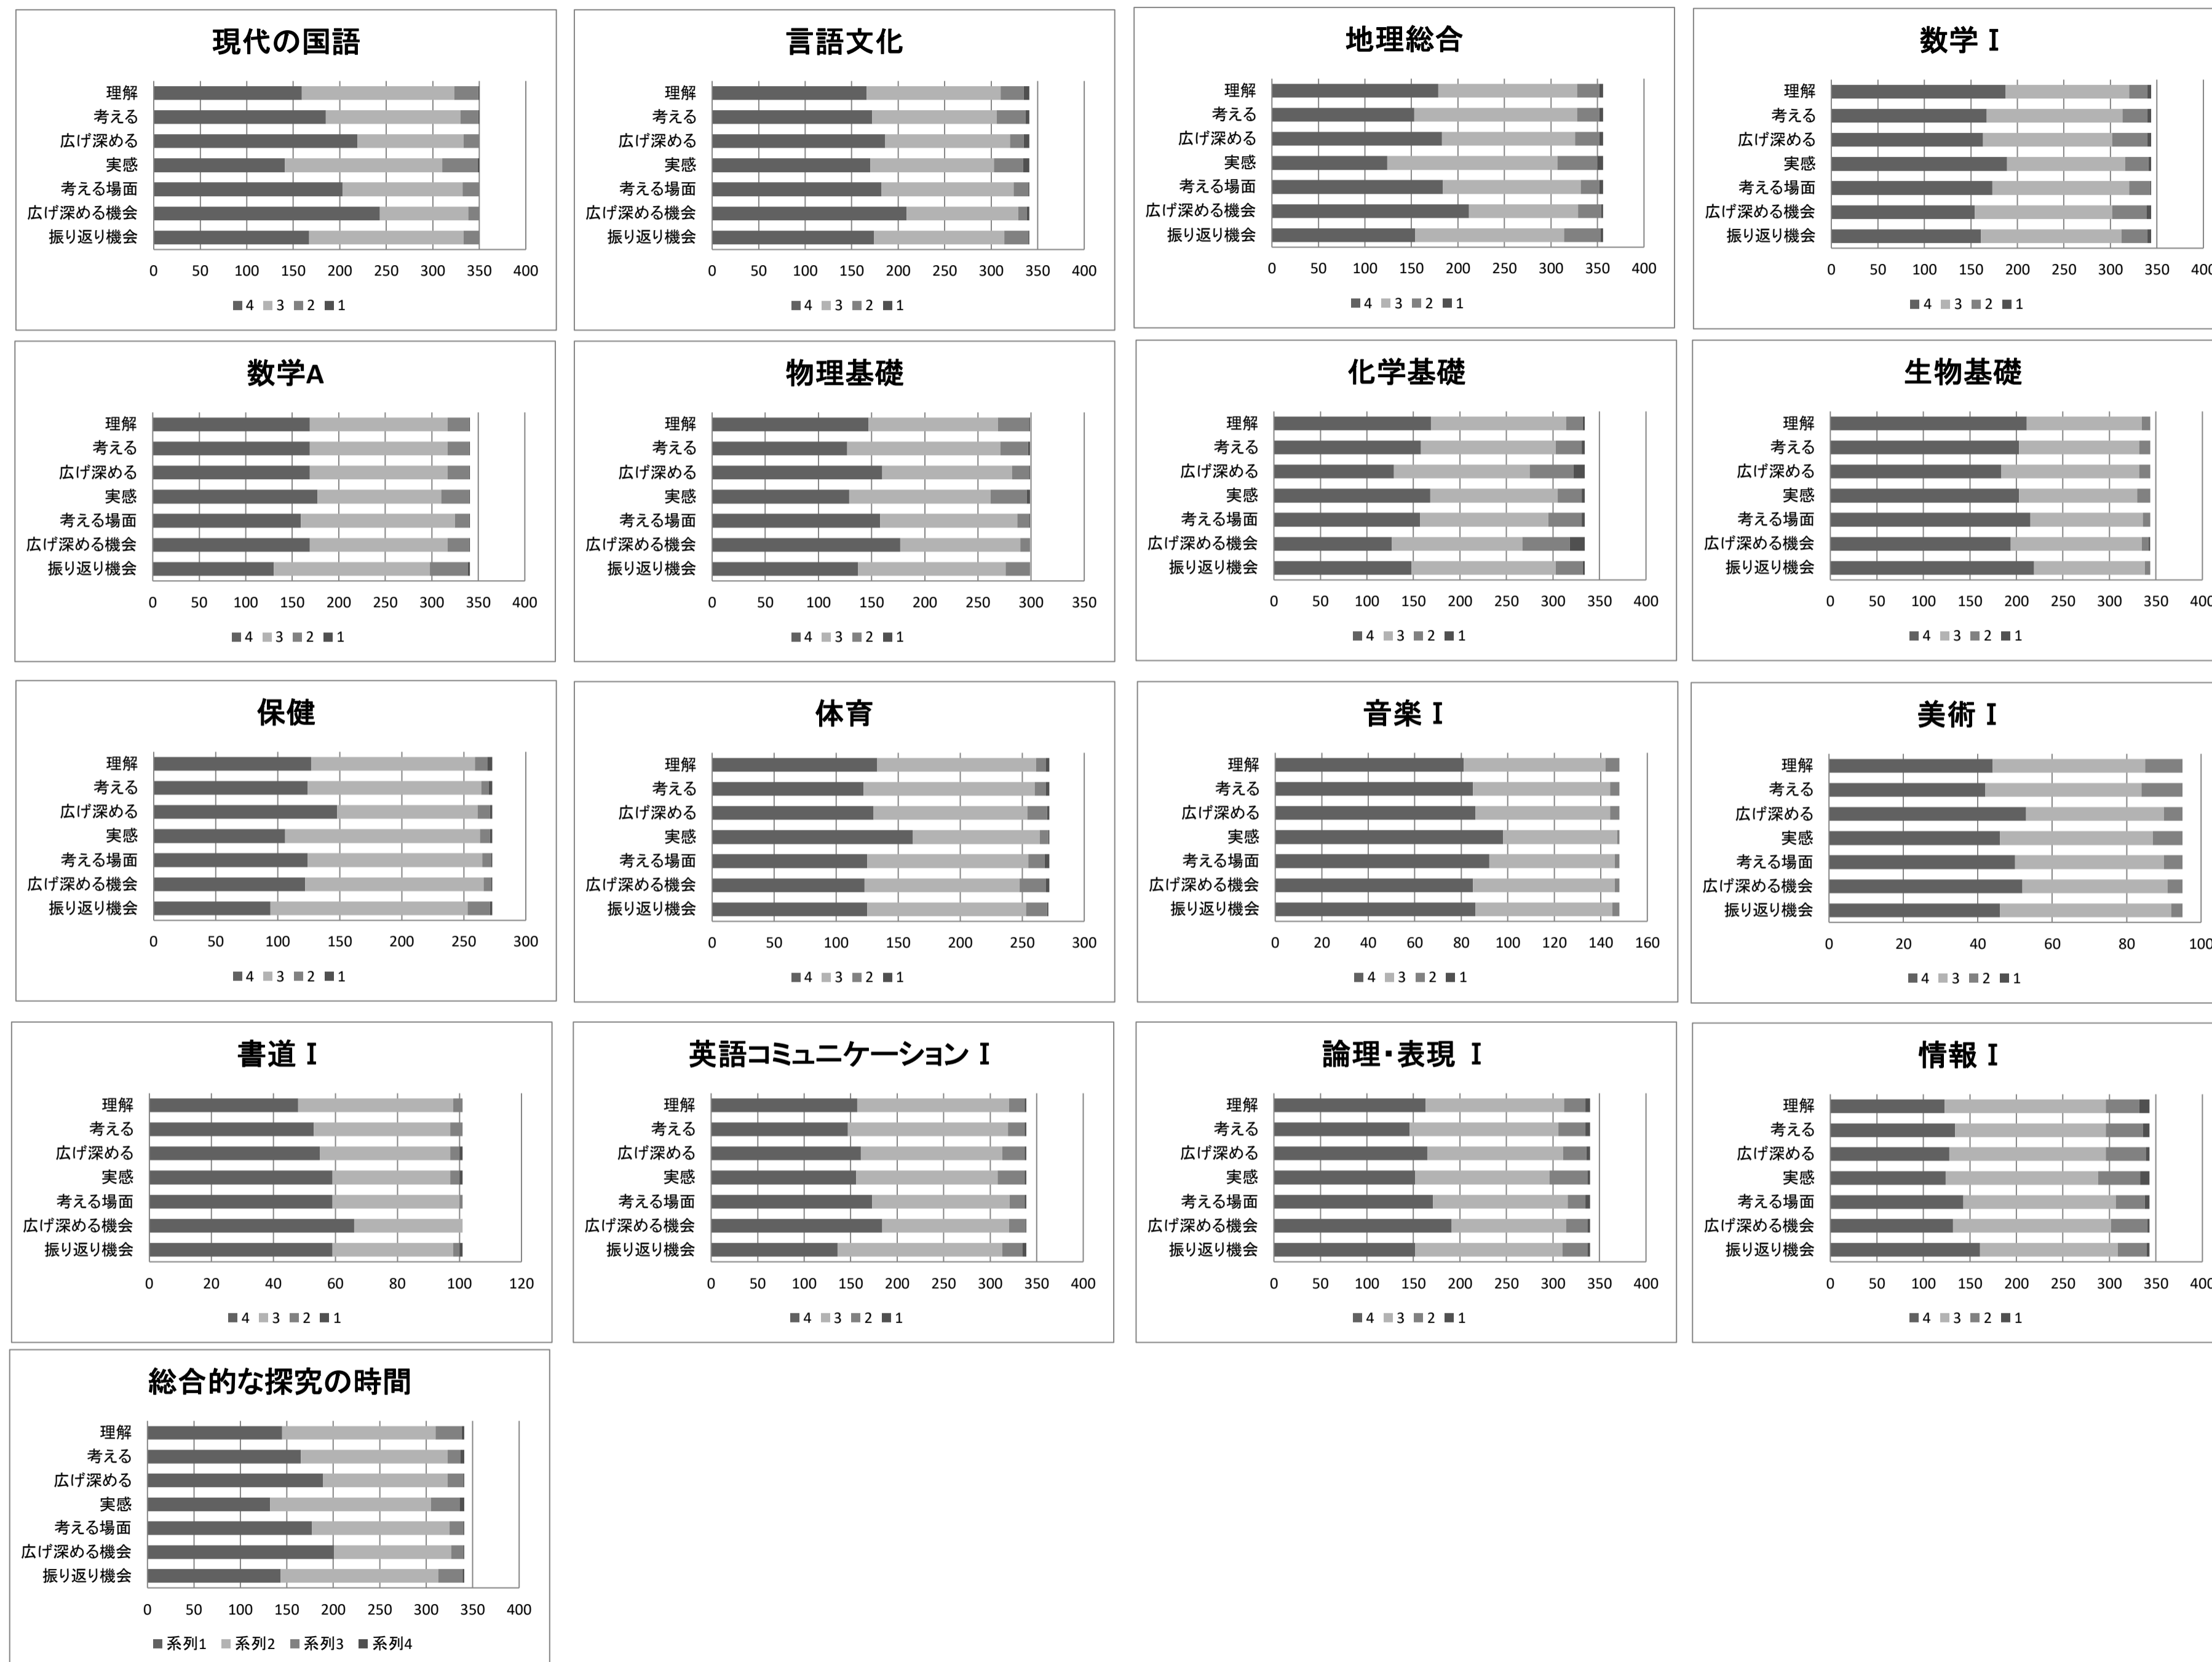 現代の国語
理解
考える
広げ深める
実感
考える場面
広げ深める機会
振り返り機会
0 50 100 150 200 250 300 350 400
4 3 2 1
言語文化
理解
考える
広げ深める
実感
考える場面
広げ深める機会
振り返り機会
0 50 100 150 200 250 300 350 400
4 3 2 1
地理総合
理解
考える
広げ深める
実感
考える場面
広げ深める機会
振り返り機会
0 50 100 150 200 250 300 350 400
4 3 2 1
数学Ⅰ
理解
考える
広げ深める
実感
考える場面
広げ深める機会
振り返り機会
0 50 100 150 200 250 300 350 400
4 3 2 1
数学A
理解
考える
広げ深める
実感
考える場面
広げ深める機会
振り返り機会
0 50 100 150 200 250 300 350 400
4 3 2 1
物理基礎
理解
考える
広げ深める
実感
考える場面
広げ深める機会
振り返り機会
0 50 100 150 200 250 300 350
4 3 2 1
化学基礎
理解
考える
広げ深める
実感
考える場面
広げ深める機会
振り返り機会
0 50 100 150 200 250 300 350 400
4 3 2 1
生物基礎
理解
考える
広げ深める
実感
考える場面
広げ深める機会
振り返り機会
0 50 100 150 200 250 300 350 400
4 3 2 1
保健
理解
考える
広げ深める
実感
考える場面
広げ深める機会
振り返り機会
0 50 100 150 200 250 300
4 3 2 1
体育
理解
考える
広げ深める
実感
考える場面
広げ深める機会
振り返り機会
0 50 100 150 200 250 300
4 3 2 1
音楽Ⅰ
理解
考える
広げ深める
実感
考える場面
広げ深める機会
振り返り機会
0 20 40 60 80 100 120 140 160
4 3 2 1
美術Ⅰ
理解
考える
広げ深める
実感
考える場面
広げ深める機会
振り返り機会
0 20 40 60 80 100
4 3 2 1
書道Ⅰ
理解
考える
広げ深める
実感
考える場面
広げ深める機会
振り返り機会
0 20 40 60 80 100 120
4 3 2 1
英語コミュニケーションⅠ
理解
考える
広げ深める
実感
考える場面
広げ深める機会
振り返り機会
0 50 100 150 200 250 300 350 400
4 3 2 1
論理・表現 Ⅰ
理解
考える
広げ深める
実感
考える場面
広げ深める機会
振り返り機会
0 50 100 150 200 250 300 350 400
4 3 2 1
情報Ⅰ
理解
考える
広げ深める
実感
考える場面
広げ深める機会
振り返り機会
0 50 100 150 200 250 300 350 400
4 3 2 1
総合的な探究の時間
理解
考える
広げ深める
実感
考える場面
広げ深める機会
振り返り機会
0 50 100 150 200 250 300 350 400
系列1 系列2 系列3 系列4